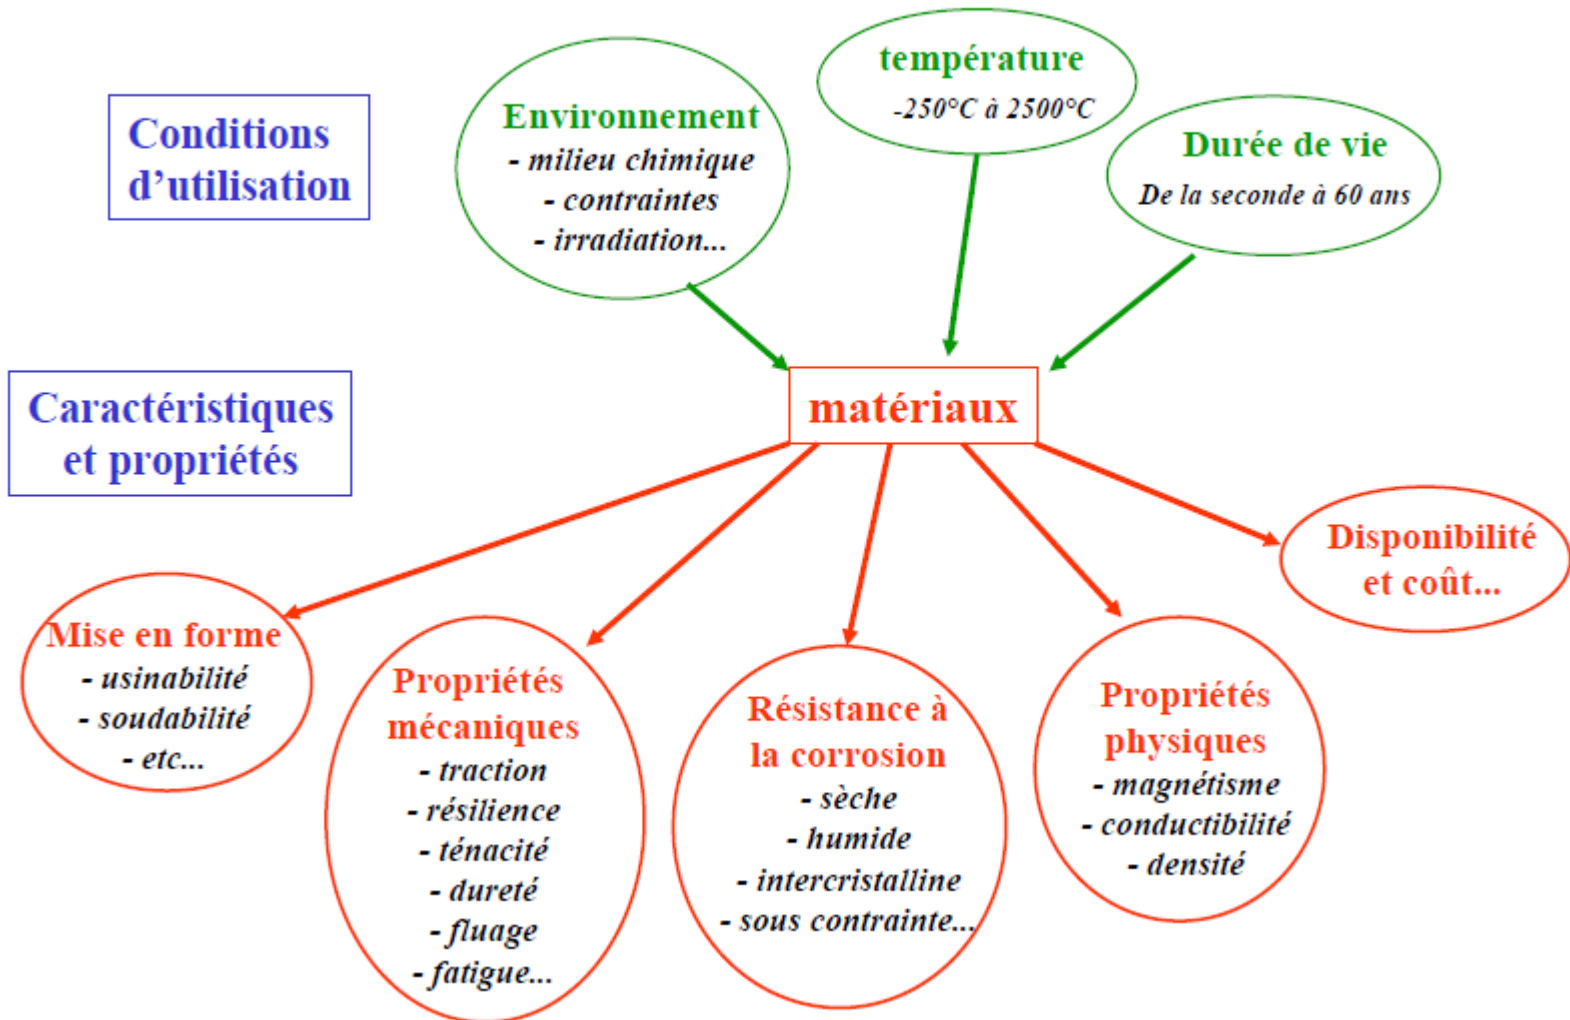 Conditions
d’utilisation
Environnement
- milieu chimique
- contraintes
- irradiation...
température
-250°C à 2500°C
Durée de vie
De la seconde à 60 ans
Caractéristiques
et propriétés
matériaux
Mise en forme
- usinabilité
- soudabilité
- etc...
Propriétés
mécaniques
- traction
- résilience
- ténacité
- dureté
- fluage
- fatigue...
Résistance à
la corrosion
- sèche
- humide
- intercristalline
- sous contrainte...
Propriétés
physiques
- magnétisme
- conductibilité
- densité
Disponibilité
et coût...